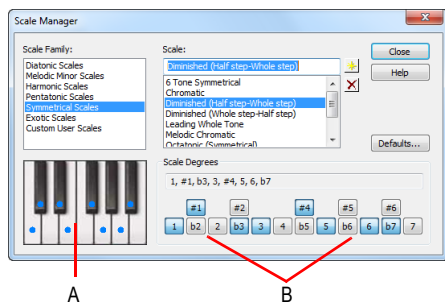 Scale Manager
Scale Family:
Diatonic Scales
Melodic Minor Scales
Harmonic Scales
Pentatonic Scales
Symmetrical Scales
Exotic Scales
Custom User Scales
Scale:
Diminished (Half step-Whole step)
6 Tone Symmetrical
Chromatic
Diminished (Half step-Whole step)
Diminished (Whole step-Half step)
Leading Whole Tone
Melodic Chromatic
Octatonic (Symmetrical)
Close
Help
Defaults...
Scale Degrees
1, #1, b3, 3, #4, 5, 6, b7
#1 #2 #4 #5 #6
1 b2 2 b3 3 4 b5 5 b6 6 b7 7
A B